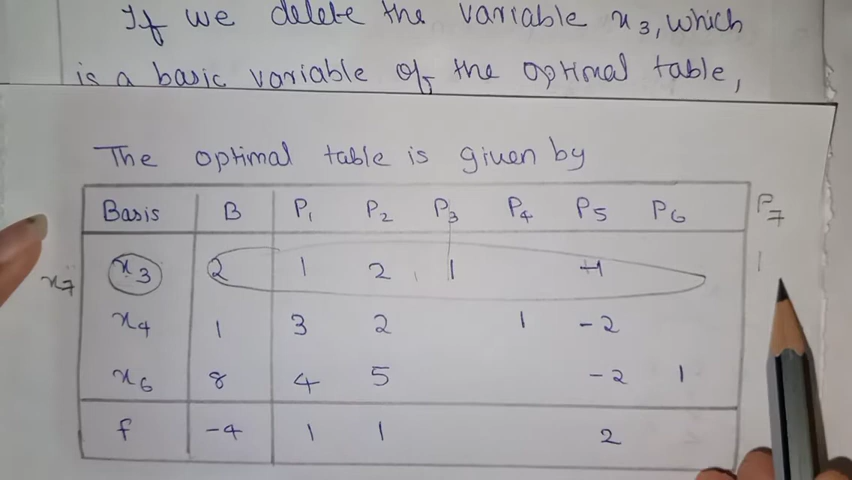 If we delete the variable x₃, which
is a basic variable of the optimal table,
The optimal table is given by
Basis B P₁ P₂ P₃ P₄ P₅ P₆ P₇
x₇ x₃ 2 1 2 1 +1 1
x₄ 1 3 2 1 -2
x₆ 8 4 5 -2 1
f -4 1 1 2